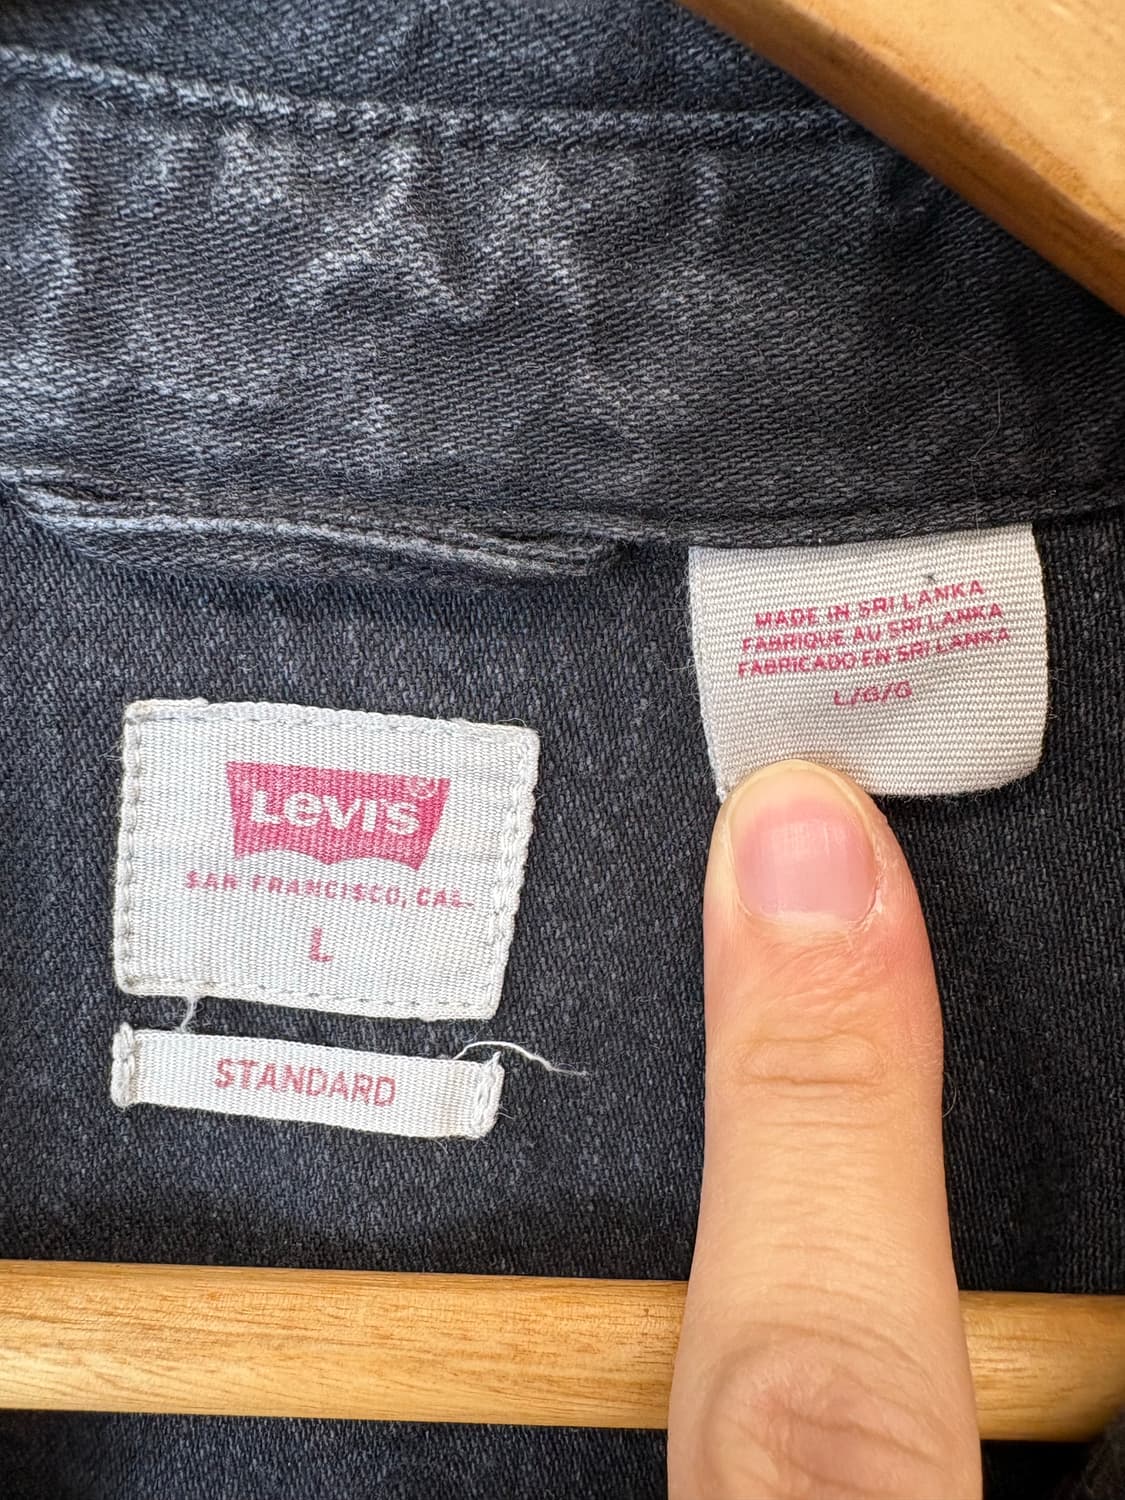 MADE IN SRI LANKA
FABRIQUE AU SRI LANKA
FABRICADO EN SRI LANKA
L/G/G
Levi's®
SAN FRANCISCO, CAL.
L
STANDARD